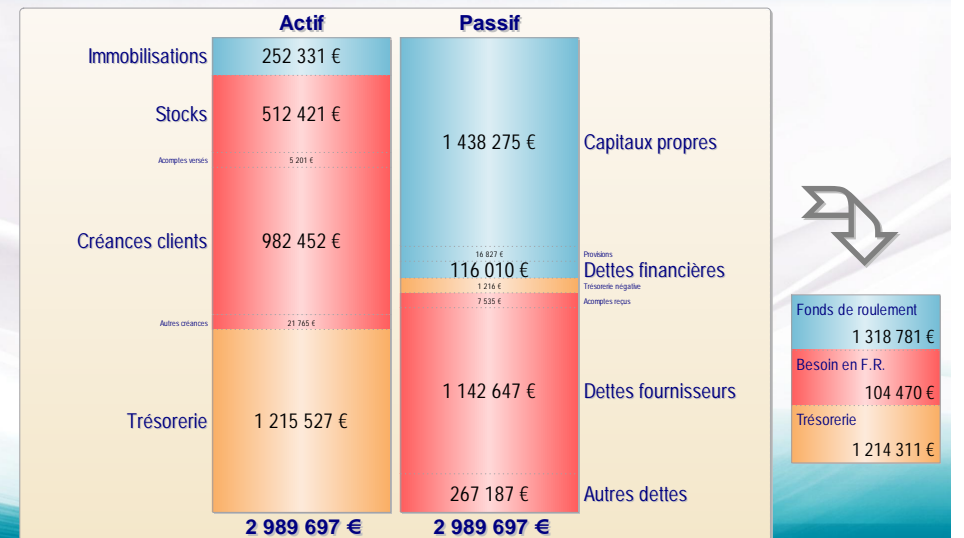 Actif Passif
Immobilisations 252 331 €
Stocks 512 421 €
1 438 275 € Capitaux propres
Acomptes versés 5 201 €
Créances clients 982 452 €
16 827 € Provisions
116 010 € Dettes financières
1 216 € Trésorerie négative
7 535 € Acomptes reçus
Autres créances 21 765 €
1 142 647 € Dettes fournisseurs
Trésorerie 1 215 527 €
267 187 € Autres dettes
2 989 697 € 2 989 697 €
Fonds de roulement
1 318 781 €
Besoin en F.R.
104 470 €
Trésorerie
1 214 311 €